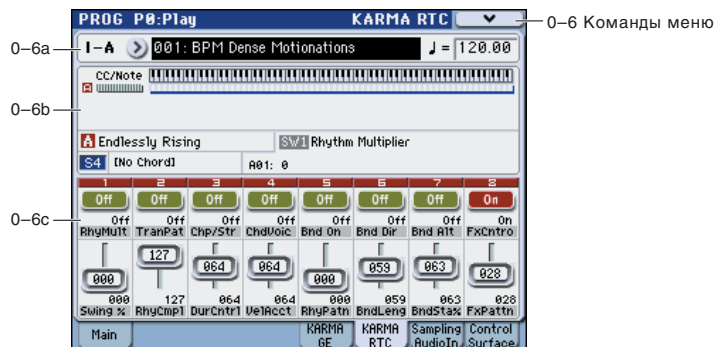 PROG P0:Play KARMA RTC
0–6 Команды меню
0–6a
I-A 001: BPM Dense Motionations ♩= 120.00
CC/Note
A
0–6b
A Endlessly Rising SW1 Rhythm Multiplier
S4 [No Chord] A01: 0
1 2 3 4 5 6 7 8
Off Off Off Off Off Off Off On
0–6c
Off Off Off Off Off Off Off On
RhyMult TranPat Chp/Str ChdVoic Bnd On Bnd Dir Bnd Alt FxCntro
000 127 064 064 000 059 063 028
000 127 064 064 000 059 063 028
Swing % RhyCmpl DurCntrl VelAcct RhyPatn BndLeng BndSta% FxPattn
Main KARMA GE KARMA RTC Sampling AudioIn Control Surface